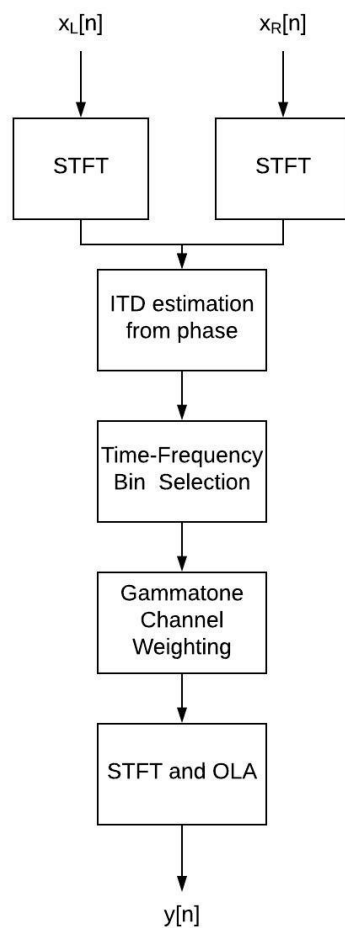 x_L[n] x_R[n]
STFT STFT
ITD estimation
from phase
Time-Frequency
Bin Selection
Gammatone
Channel
Weighting
STFT and OLA
y[n]